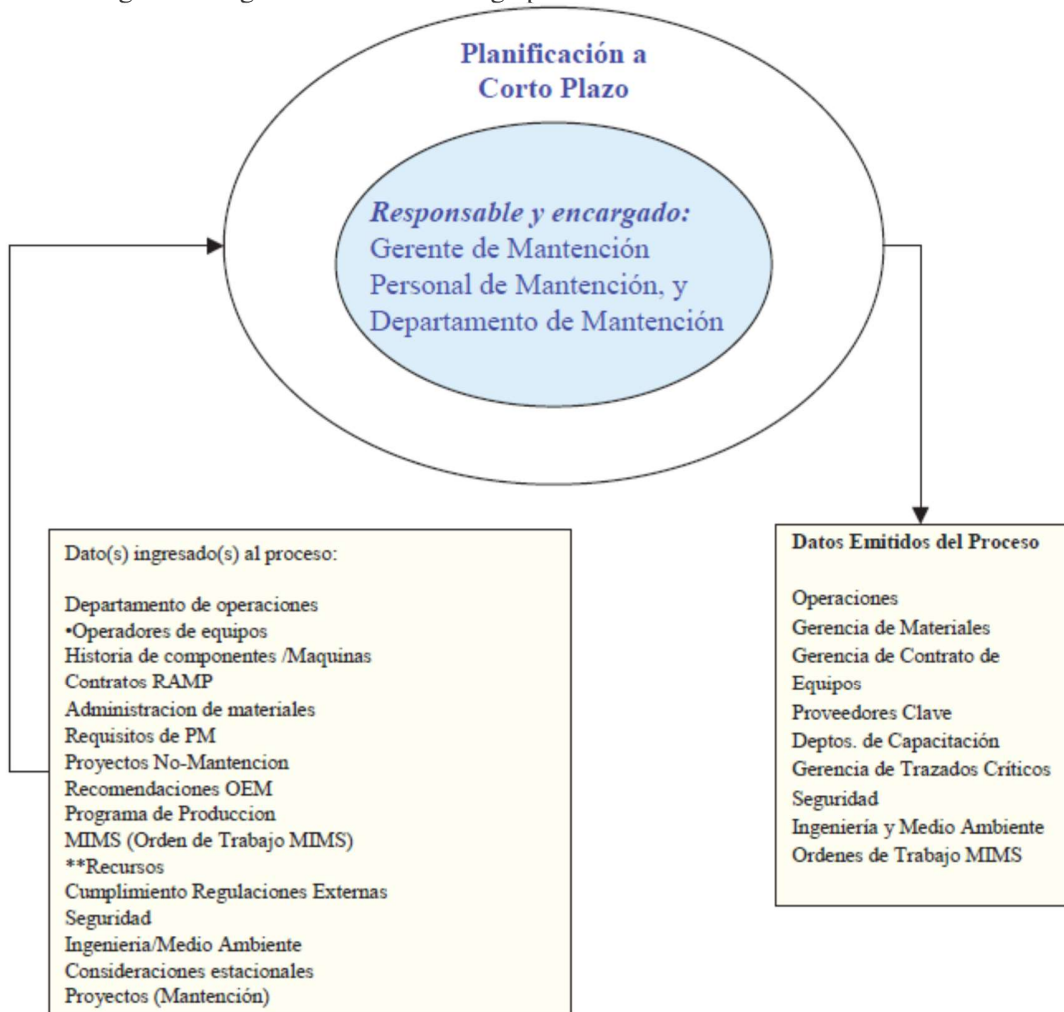 Planificación a
Corto Plazo
Responsable y encargado:
Gerente de Mantención
Personal de Mantención, y
Departamento de Mantención
Dato(s) ingresado(s) al proceso:
Departamento de operaciones
•Operadores de equipos
Historia de componentes /Maquinas
Contratos RAMP
Administracion de materiales
Requisitos de PM
Proyectos No-Mantencion
Recomendaciones OEM
Programa de Produccion
MIMS (Orden de Trabajo MIMS)
**Recursos
Cumplimiento Regulaciones Externas
Seguridad
Ingenieria/Medio Ambiente
Consideraciones estacionales
Proyectos (Mantención)
Datos Emitidos del Proceso
Operaciones
Gerencia de Materiales
Gerencia de Contrato de
Equipos
Proveedores Clave
Deptos. de Capacitación
Gerencia de Trazados Críticos
Seguridad
Ingeniería y Medio Ambiente
Ordenes de Trabajo MIMS